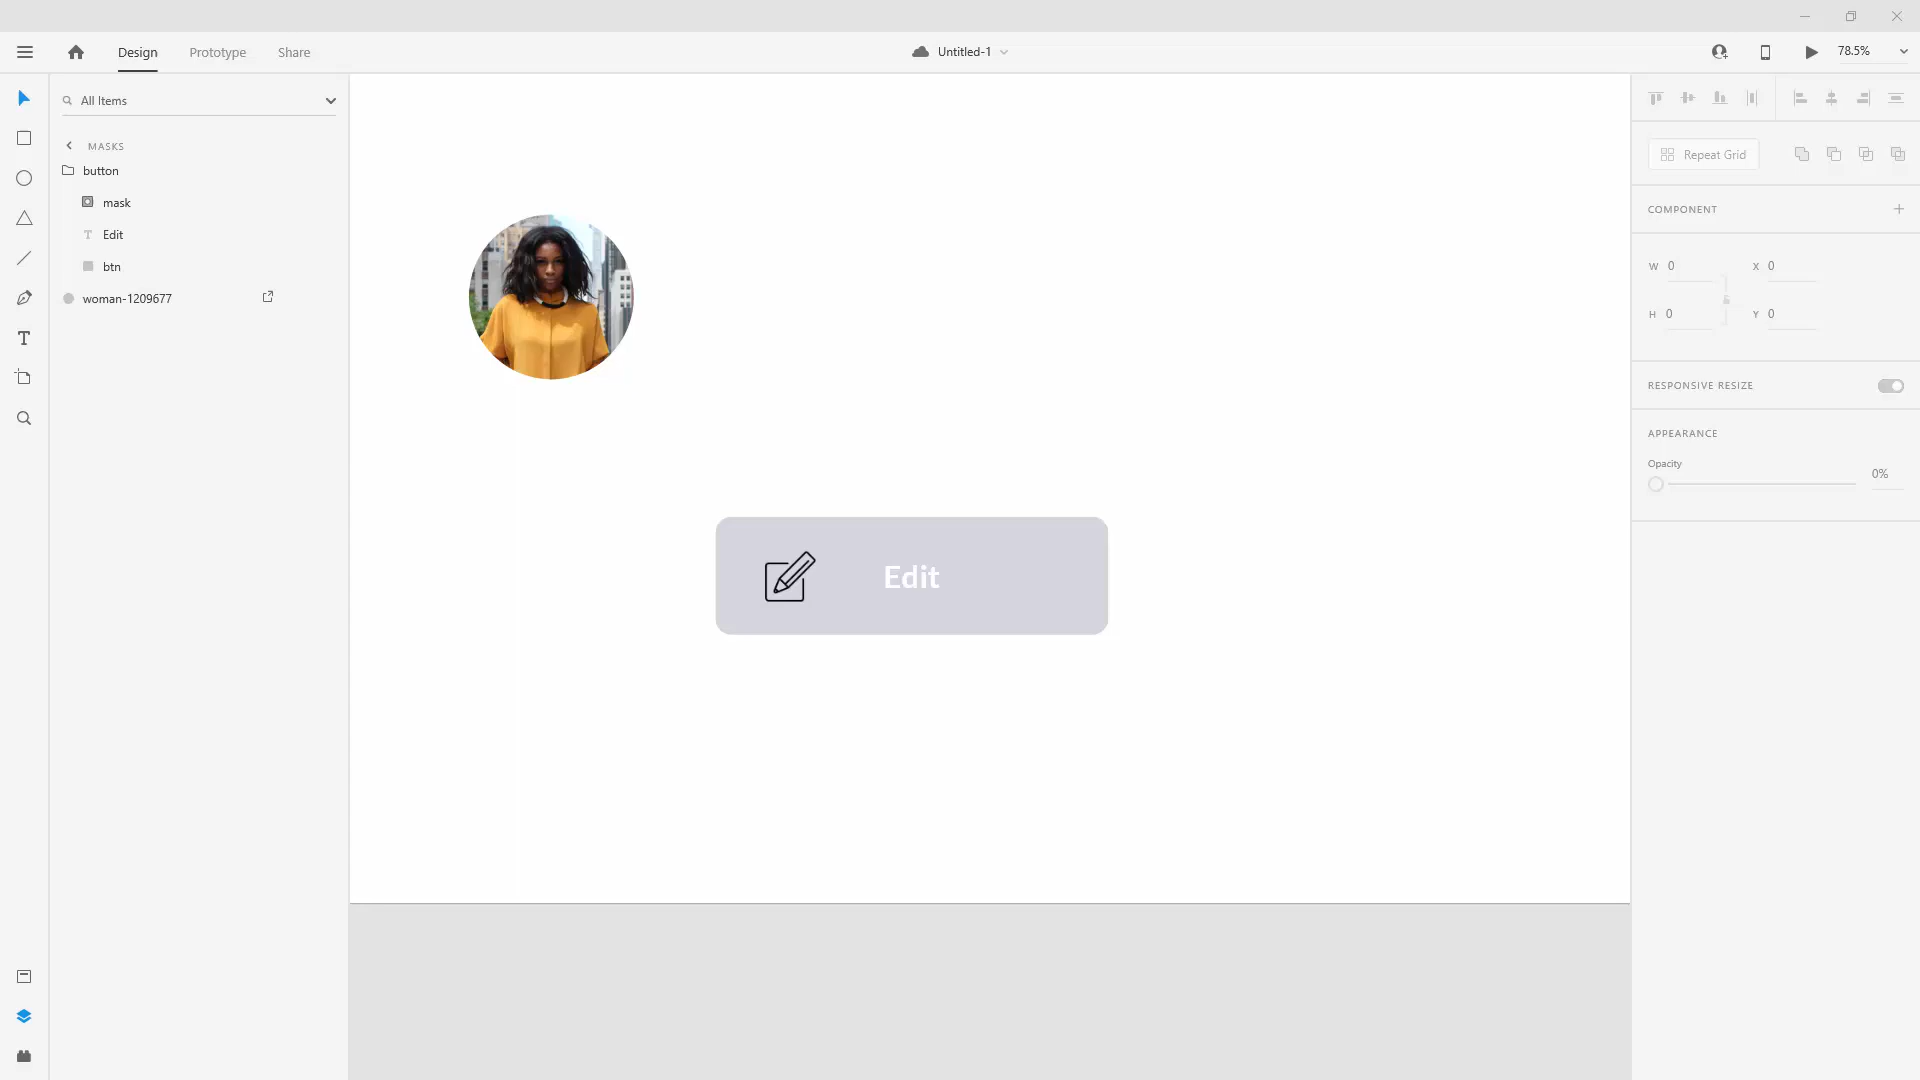 Design
Prototype
Share
Untitled-1
78.5%
All Items
MASKS
button
mask
Edit
btn
woman-1209677
Edit
Repeat Grid
COMPONENT
W 0
X 0
H 0
Y 0
RESPONSIVE RESIZE
APPEARANCE
Opacity
0%